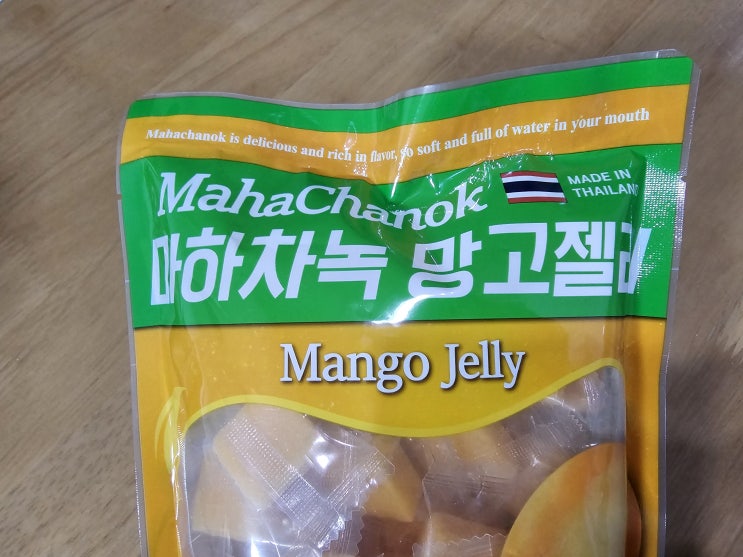 Mahachanok is delicious and rich in flavor, so soft and full of water in your mouth
MahaChanok
MADE IN
THAILAND
마하차녹 망고젤리
Mango Jelly